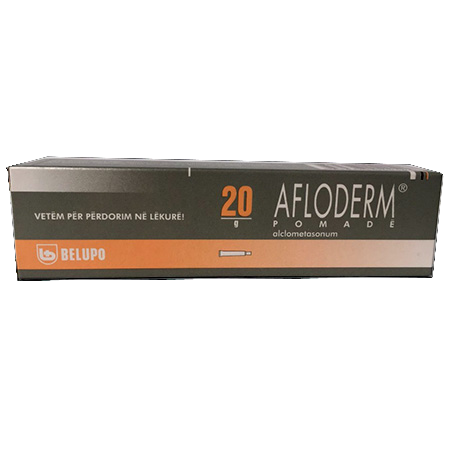 VETËM PËR PËRDORIM NË LËKURË!
20
g
AFLODERM®
POMADË
alclometasonum
BELUPO